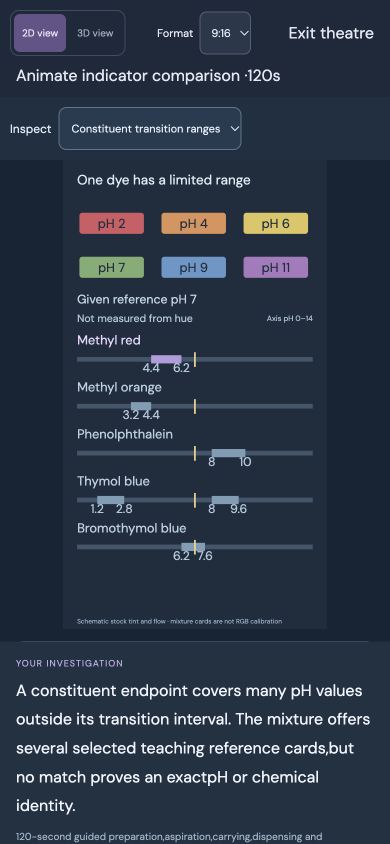 2D view 3D view Format 9:16 Exit theatre
Animate indicator comparison ·120s
Inspect Constituent transition ranges
One dye has a limited range
pH 2 pH 4 pH 6
pH 7 pH 9 pH 11
Given reference pH 7
Not measured from hue Axis pH 0–14
Methyl red
4.4 6.2
Methyl orange
3.2 4.4
Phenolphthalein
8 10
Thymol blue
1.2 2.8 8 9.6
Bromothymol blue
6.2 7.6
Schematic stock tint and flow · mixture cards are not RGB calibration
YOUR INVESTIGATION
A constituent endpoint covers many pH values
outside its transition interval. The mixture offers
several selected teaching reference cards,but
no match proves an exactpH or chemical
identity.
120-second guided preparation,aspiration,carrying,dispensing and